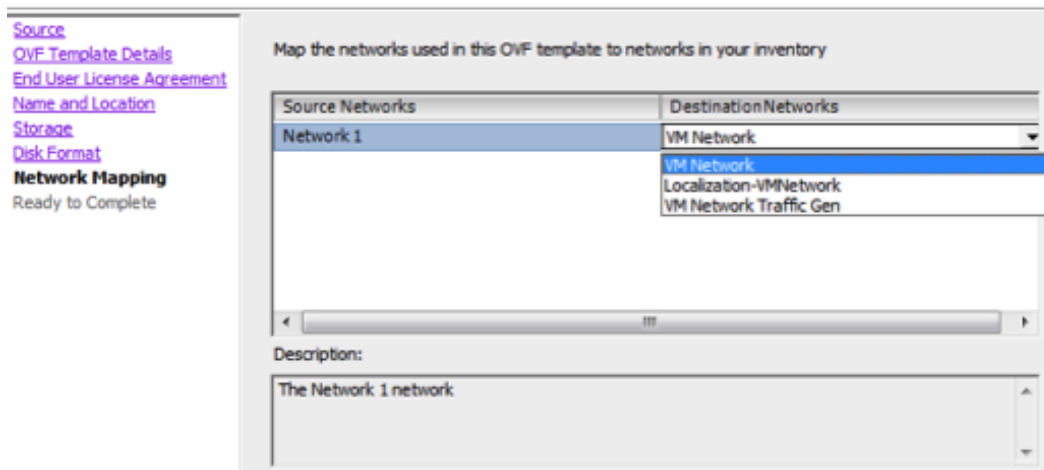 Source
OVF Template Details
End User License Agreement
Name and Location
Storage
Disk Format
Network Mapping
Ready to Complete
Map the networks used in this OVF template to networks in your inventory
Source Networks DestinationNetworks
Network 1 VM Network
VM Network
Localization-VMNetwork
VM Network Traffic Gen
Description:
The Network 1 network